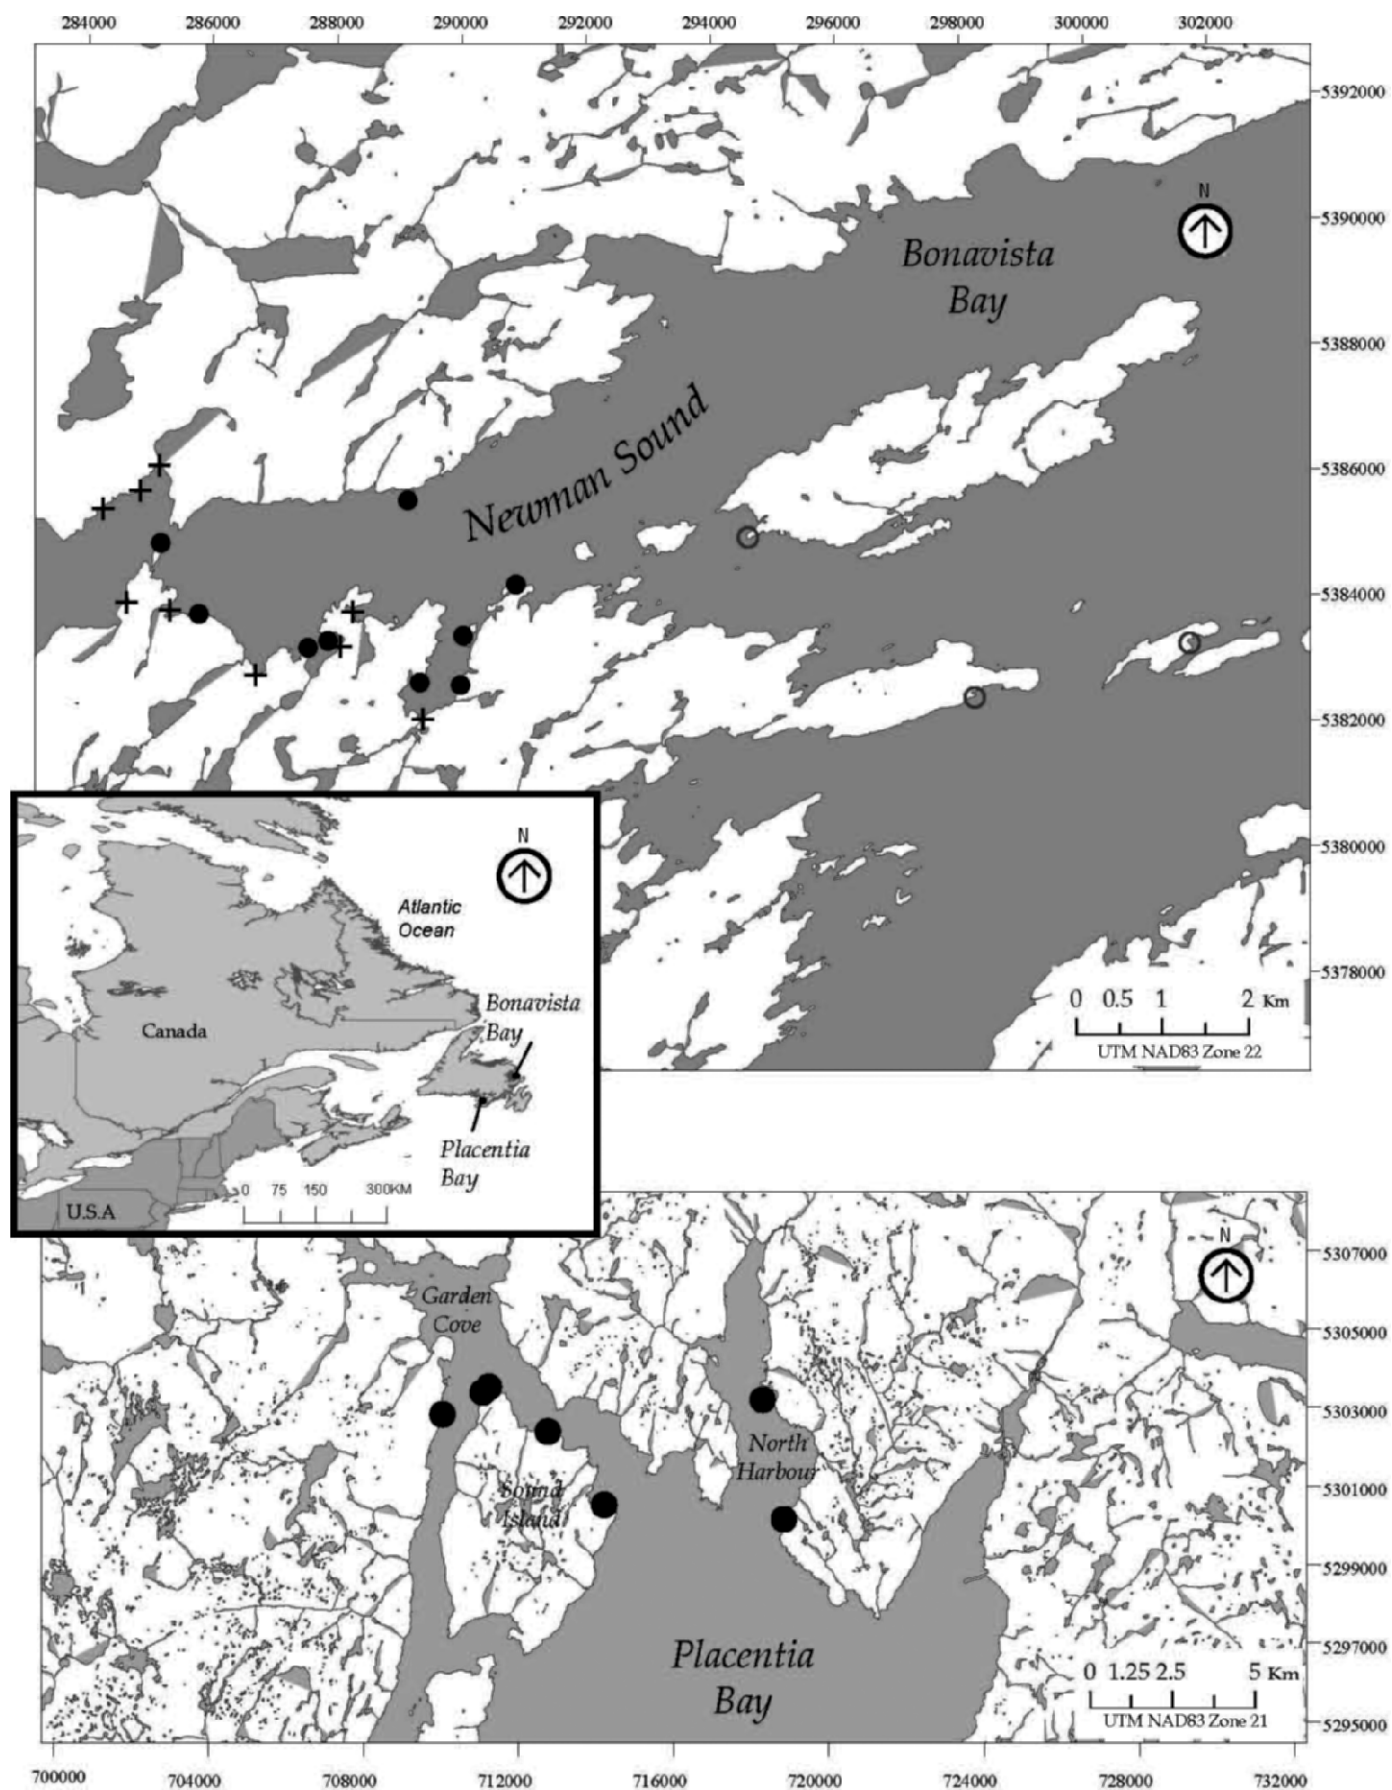 284000 286000 288000 290000 292000 294000 296000 298000 300000 302000
5392000
N
5390000
Bonavista
Bay
5388000
Newman Sound
5386000
5384000
5382000
5380000
5378000
0 0.5 1 2 Km
UTM NAD83 Zone 22
N
Atlantic
Ocean
Bonavista
Bay
Canada
Placentia
Bay
0 75 150 300KM
U.S.A
N
5307000
Garden
Cove
5305000
5303000
North
Harbour
Sound
Island
5301000
5299000
5297000
Placentia
Bay
0 1.25 2.5 5 Km
UTM NAD83 Zone 21
5295000
700000 704000 708000 712000 716000 720000 724000 728000 732000